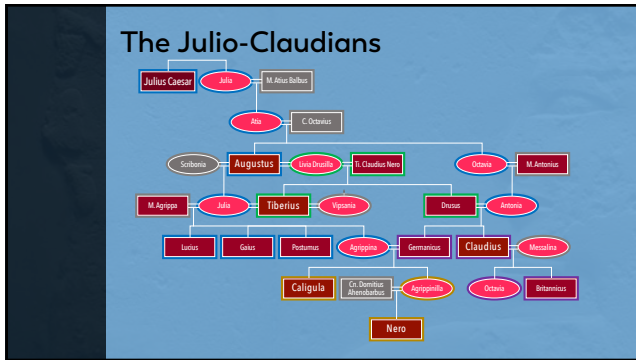 The Julio-Claudians
Julius Caesar
Julia
M. Atius Balbus
Atia
C. Octavius
Scribonia
Augustus
Livia Drusilla
Ti. Claudius Nero
Octavia
M. Antonius
M. Agrippa
Julia
Tiberius
Vipsania
Drusus
Antonia
Lucius
Gaius
Postumus
Agrippina
Germanicus
Claudius
Messalina
Caligula
Cn. Domitius
Ahenobarbus
Agrippinilla
Octavia
Britannicus
Nero